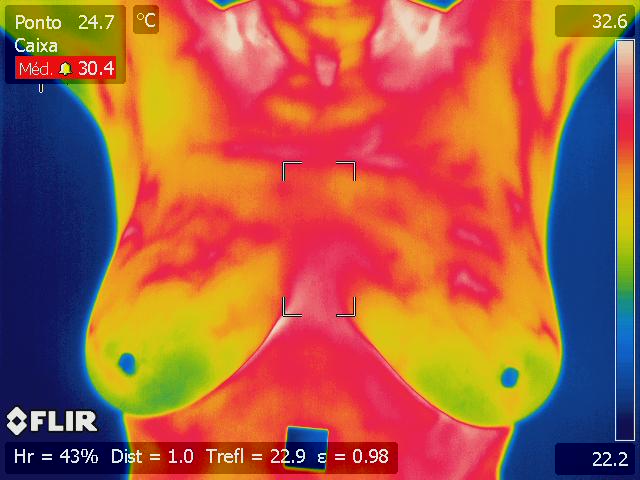 Ponto 24.7 °C
Caixa
Méd. 30.4
32.6
FLIR
Hr = 43% Dist = 1.0 Trefl = 22.9 ε = 0.98
22.2